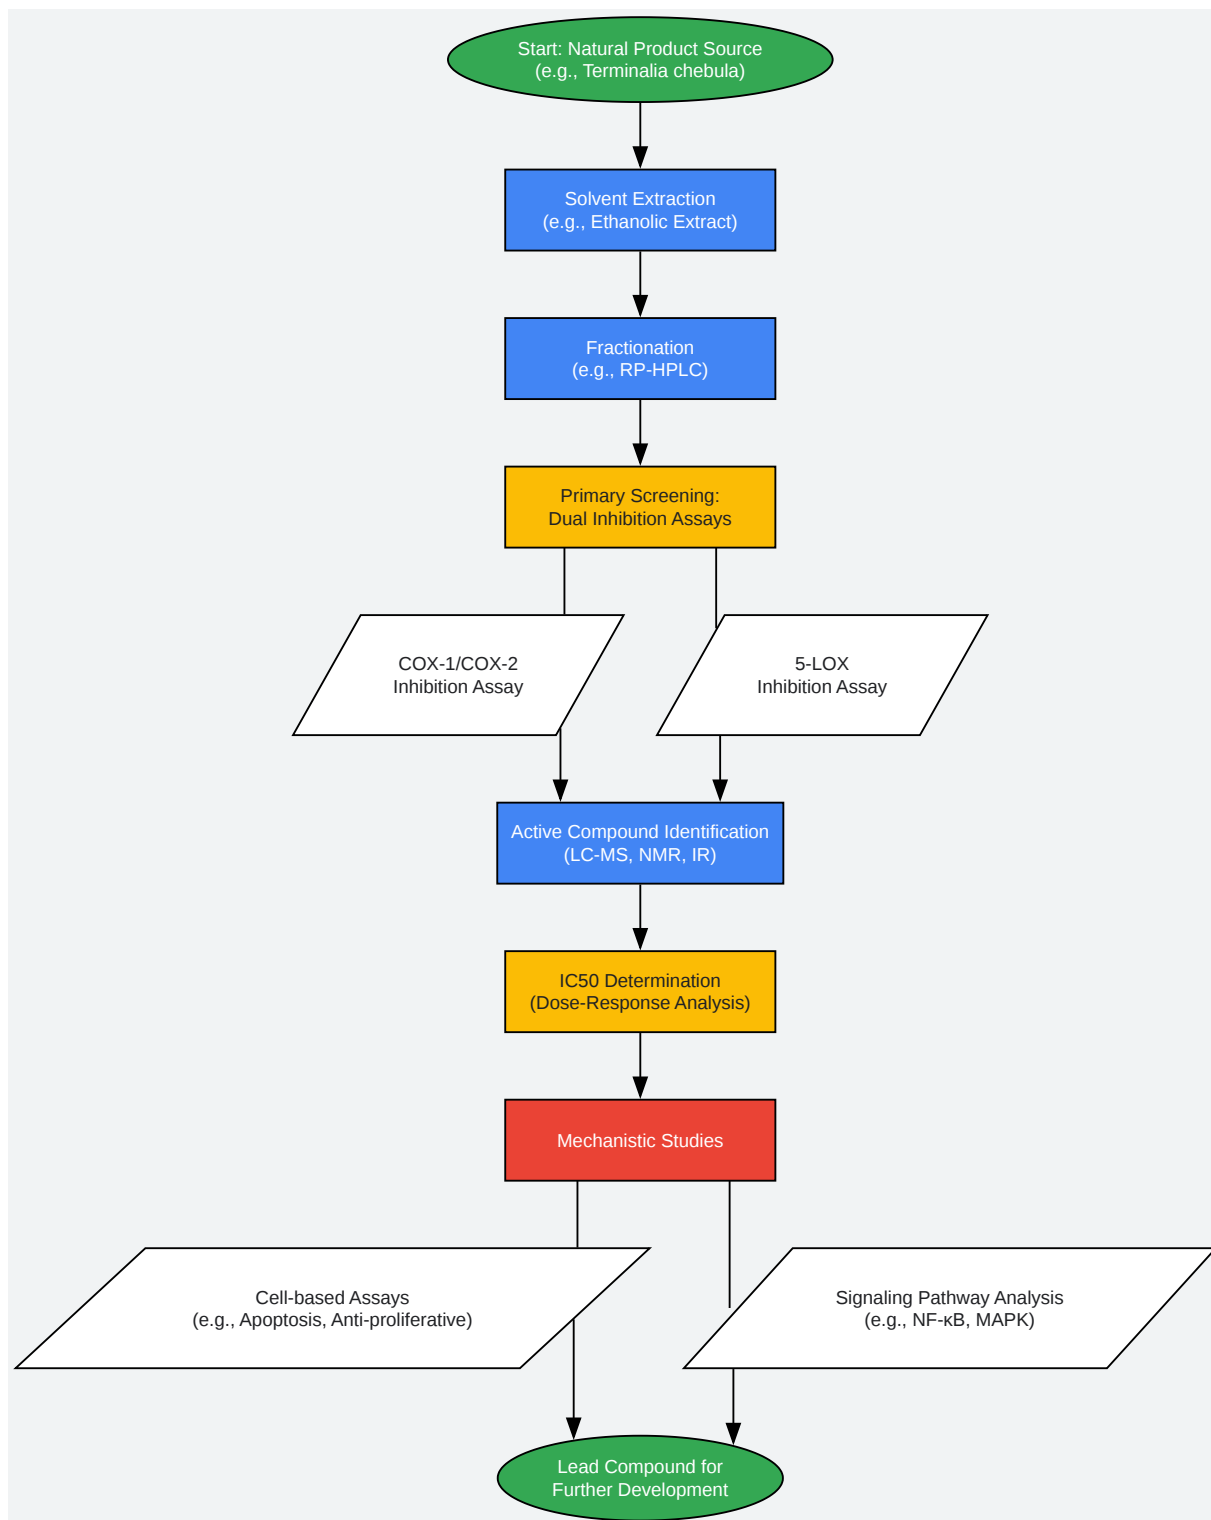 Start: Natural Product Source
(e.g., Terminalia chebula)
Solvent Extraction
(e.g., Ethanolic Extract)
Fractionation
(e.g., RP-HPLC)
Primary Screening:
Dual Inhibition Assays
COX-1/COX-2
Inhibition Assay
5-LOX
Inhibition Assay
Active Compound Identification
(LC-MS, NMR, IR)
IC50 Determination
(Dose-Response Analysis)
Mechanistic Studies
Cell-based Assays
(e.g., Apoptosis, Anti-proliferative)
Signaling Pathway Analysis
(e.g., NF-κB, MAPK)
Lead Compound for
Further Development